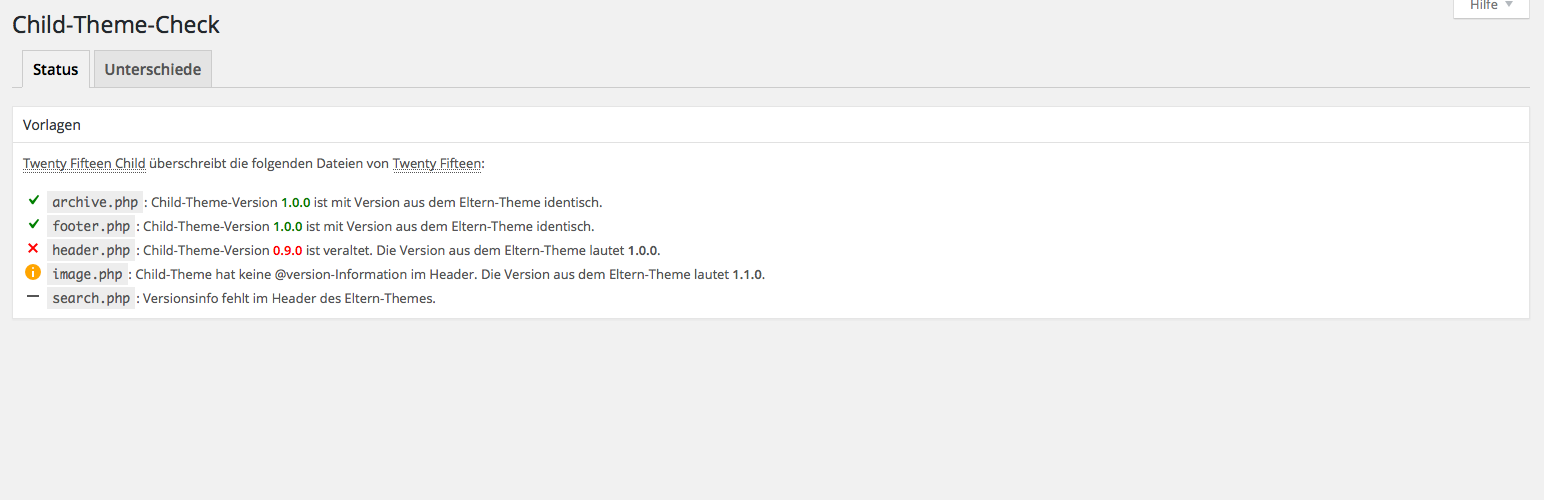 Hilfe
Child-Theme-Check
Status Unterschiede
Vorlagen
Twenty Fifteen Child überschreibt die folgenden Dateien von Twenty Fifteen:
archive.php : Child-Theme-Version 1.0.0 ist mit Version aus dem Eltern-Theme identisch.
footer.php : Child-Theme-Version 1.0.0 ist mit Version aus dem Eltern-Theme identisch.
header.php : Child-Theme-Version 0.9.0 ist veraltet. Die Version aus dem Eltern-Theme lautet 1.0.0.
image.php : Child-Theme hat keine @version-Information im Header. Die Version aus dem Eltern-Theme lautet 1.1.0.
search.php : Versionsinfo fehlt im Header des Eltern-Themes.